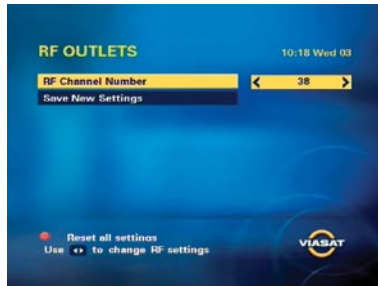 RF OUTLETS
10:18 Wed 03
RF Channel Number
38
Save New Settings
Reset all settings
Use to change RF settings
VIASAT